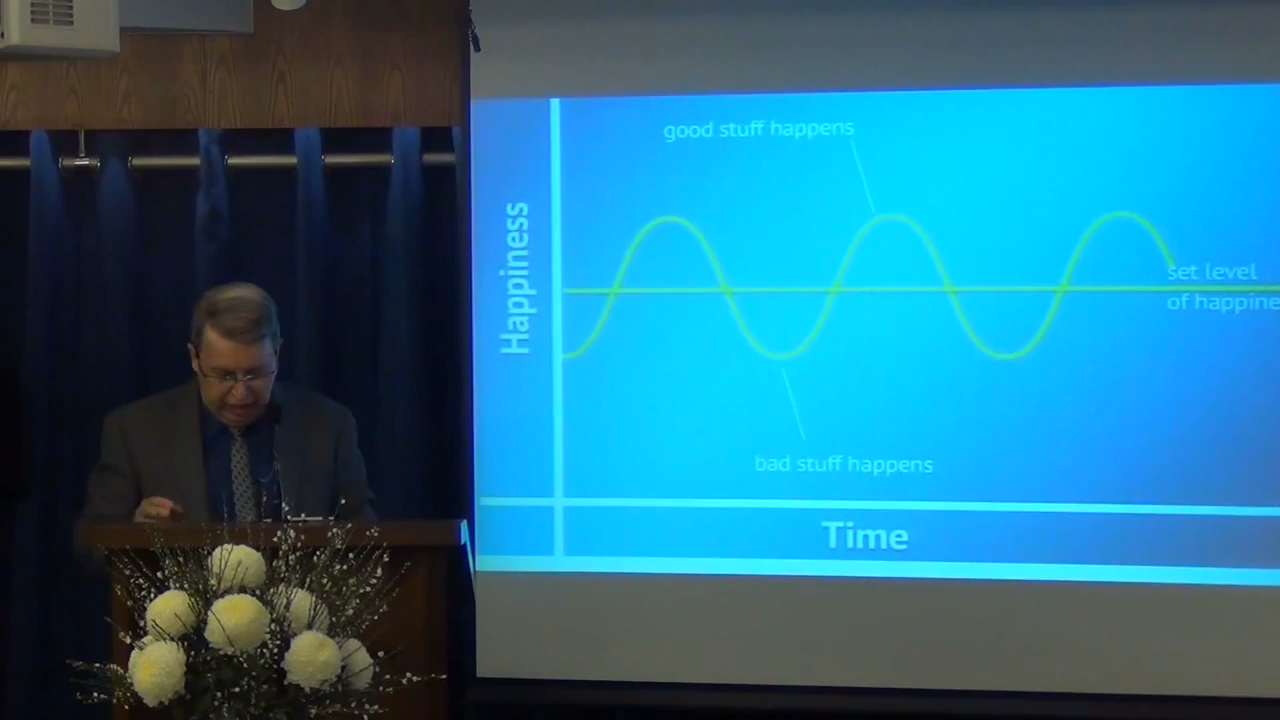 good stuff happens
Happiness
set level
of happine
bad stuff happens
Time